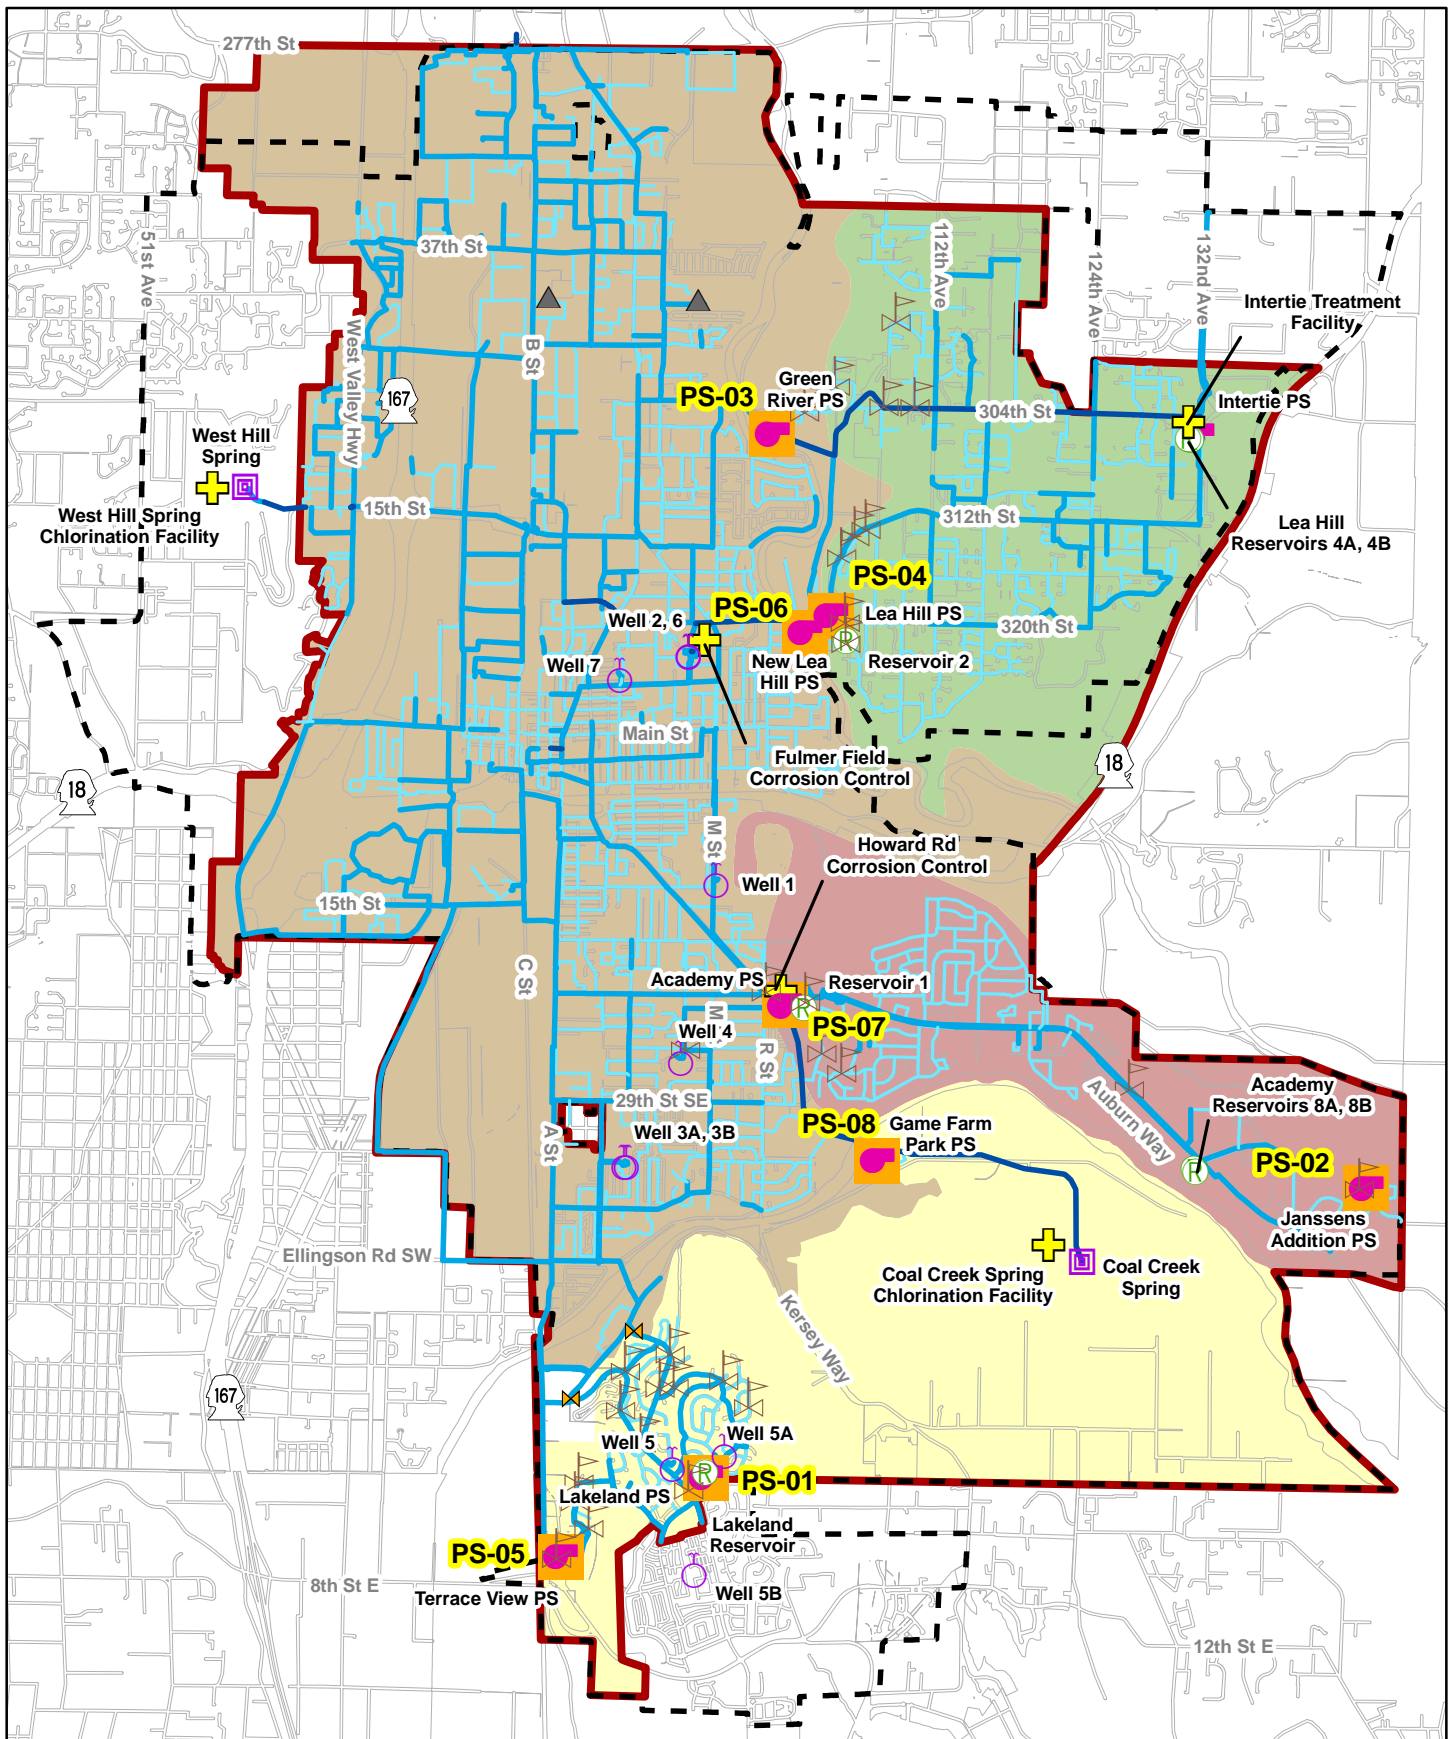 277th St
51st Ave
37th St
West Valley Hwy
167
B St
112th Ave
124th Ave
132nd Ave
Intertie Treatment
Facility
Green
River PS
PS-03
304th St
Intertie PS
West Hill
Spring
West Hill Spring
Chlorination Facility
15th St
312th St
Lea Hill
Reservoirs 4A, 4B
R
PS-04
PS-06
Lea Hill PS
320th St
Well 2, 6
Well 7
New Lea
Hill PS
R
Reservoir 2
Main St
Fulmer Field
Corrosion Control
18
18
M St
Howard Rd
Corrosion Control
Well 1
15th St
C St
Academy PS
Reservoir 1
R
PS-07
M
Well 4
R St
29th St SE
A St
Well 3A, 3B
PS-08
Game Farm
Park PS
Auburn Way
Academy
Reservoirs 8A, 8B
R
PS-02
Janssens
Addition PS
Ellingson Rd SW
Coal Creek Spring
Chlorination Facility
Coal Creek
Spring
Kersey Way
167
Well 5
Well 5A
R
PS-01
Lakeland PS
Lakeland
Reservoir
PS-05
8th St E
Terrace View PS
Well 5B
12th St E